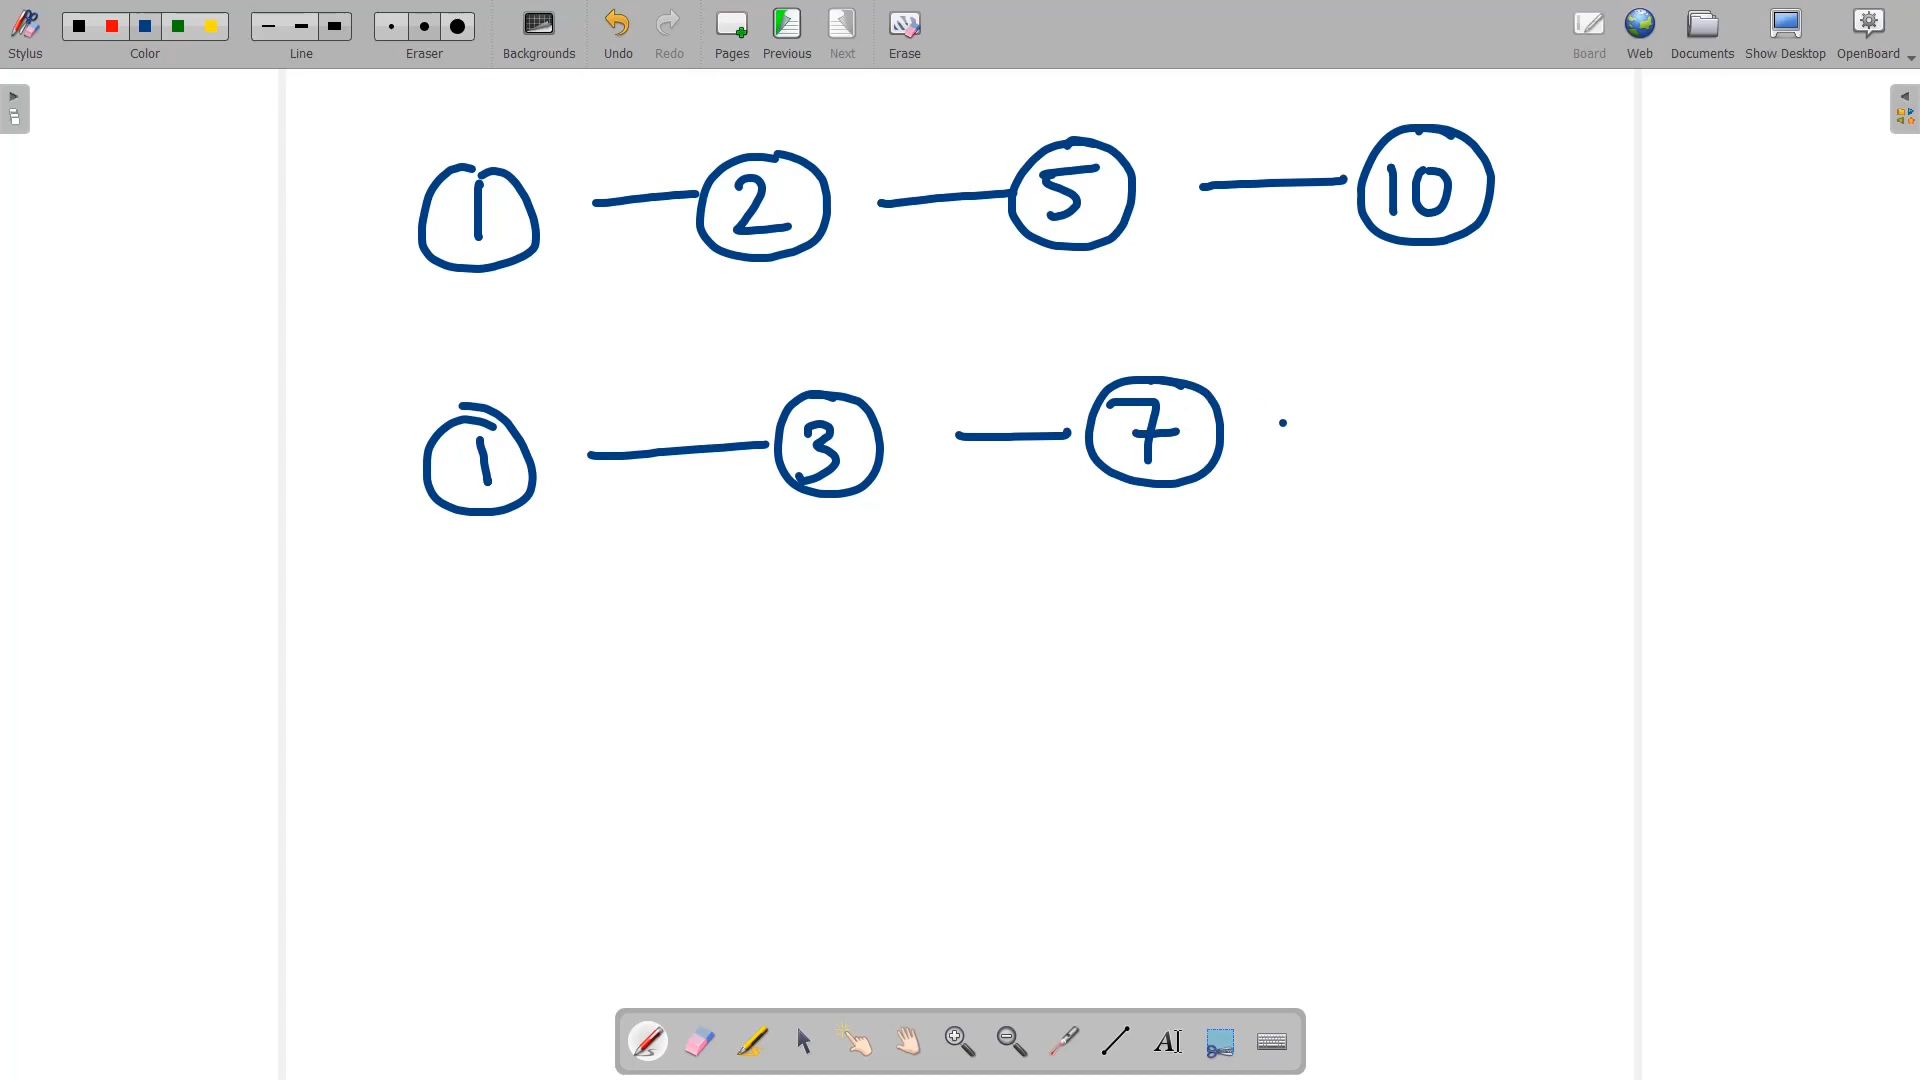 Stylus Color Line Eraser Backgrounds Undo Redo Pages Previous Next Erase Board Web Documents Show Desktop OpenBoard
1 2 5 10
1 3 7
AI